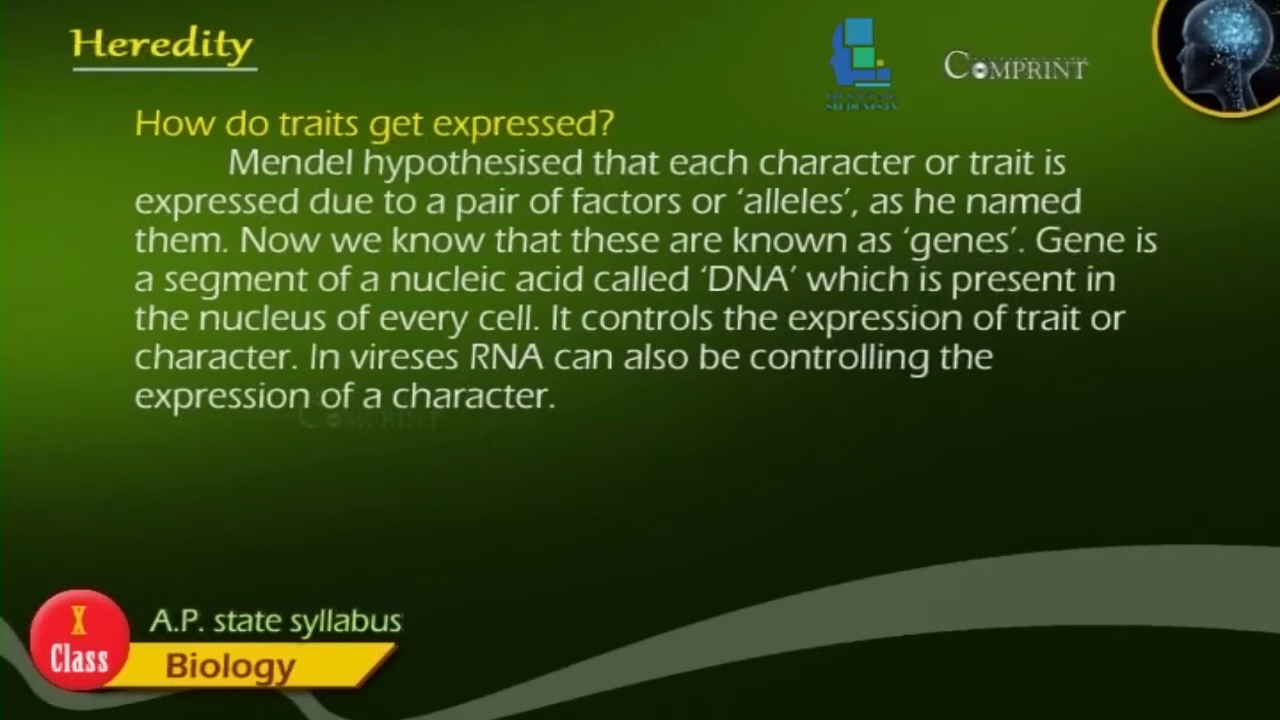 Heredity
COMPRINT
How do traits get expressed?
Mendel hypothesised that each character or trait is
expressed due to a pair of factors or ‘alleles’, as he named
them. Now we know that these are known as ‘genes’. Gene is
a segment of a nucleic acid called ‘DNA’ which is present in
the nucleus of every cell. It controls the expression of trait or
character. In vireses RNA can also be controlling the
expression of a character.
COMPRINT
X
Class
A.P. state syllabus
Biology